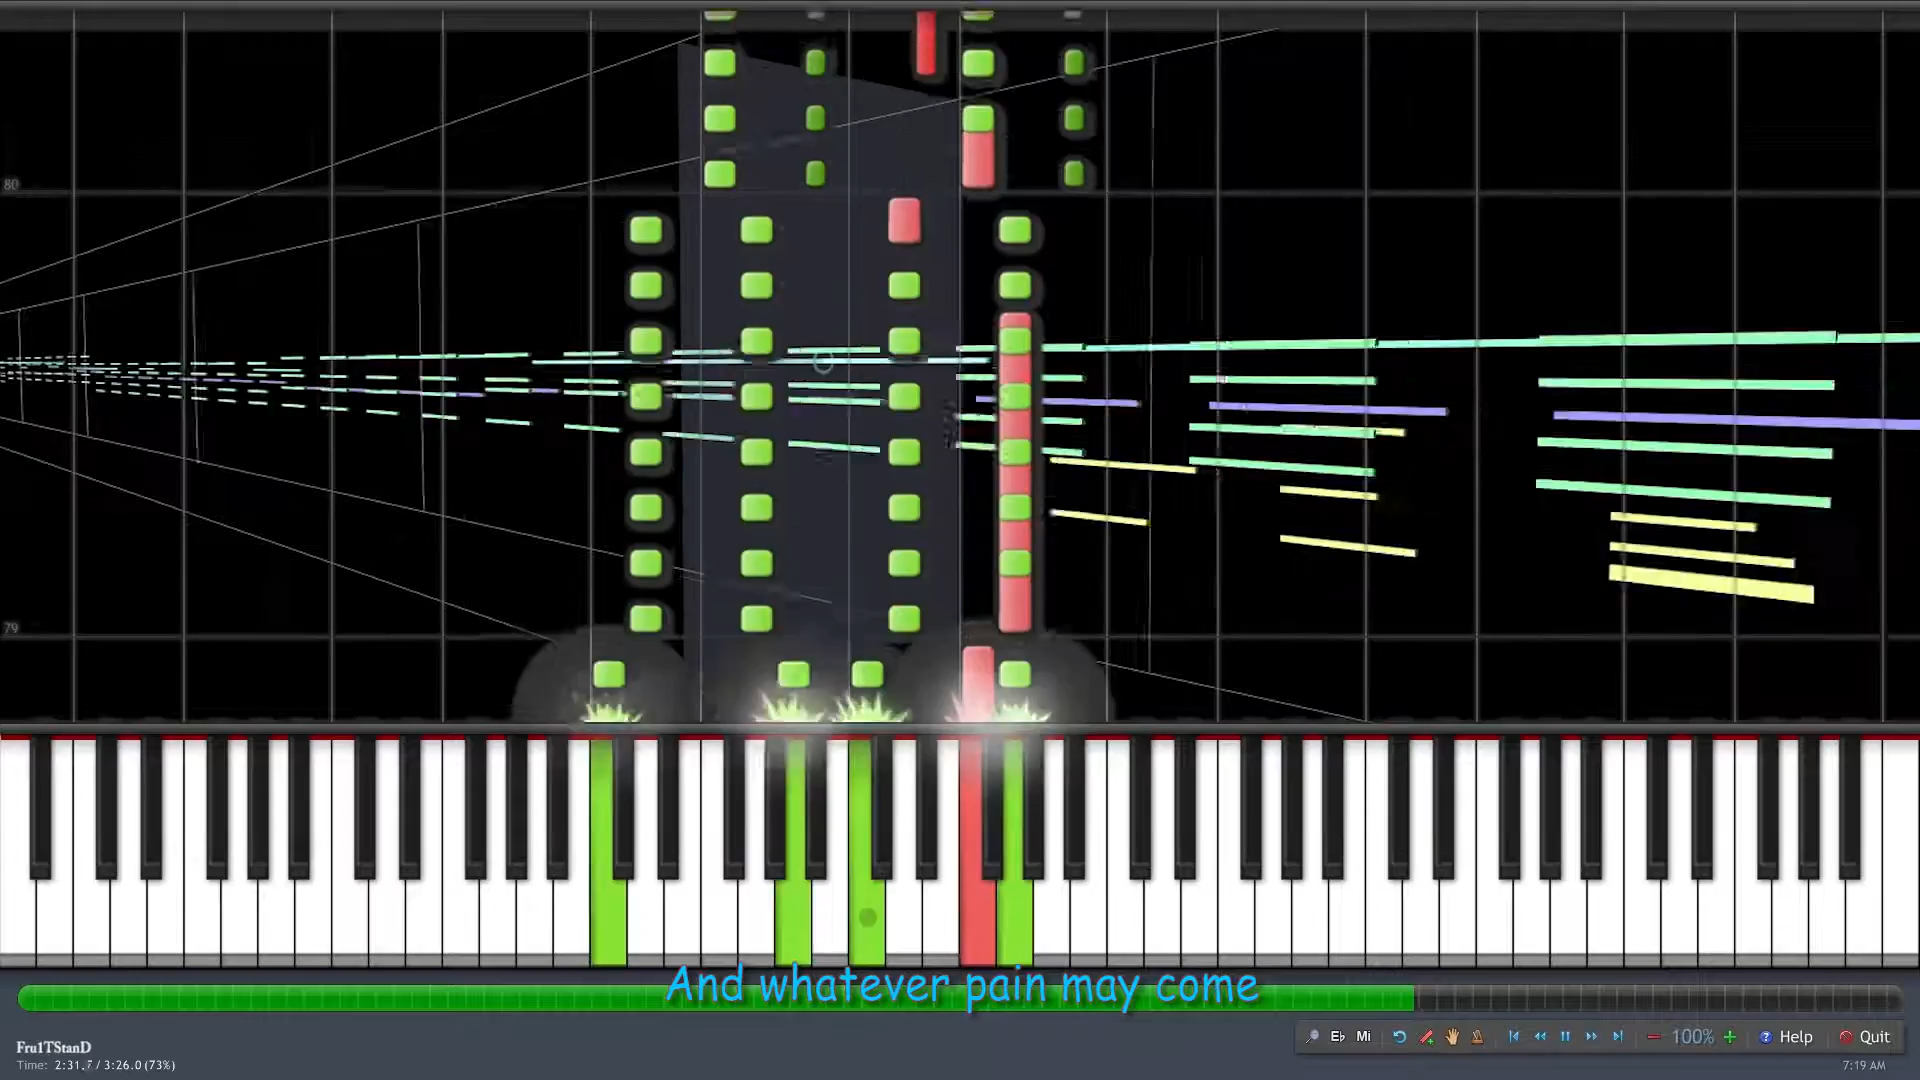 80
79
And whatever pain may come
Fru1TStanD
Time: 2:31.7 / 3:26.0 (73%)
Eb Mi 100% Help Quit
7:19 AM